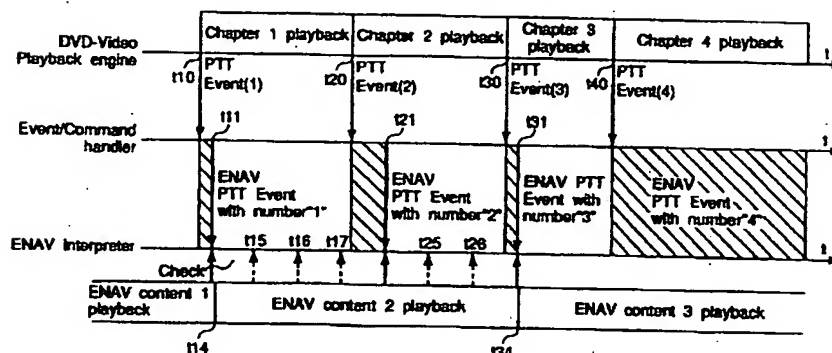 DVD-Video
Playback engine
Chapter 1 playback
Chapter 2 playback
Chapter 3
playback
Chapter 4 playback
t
t10
PTT
Event(1)
t20
PTT
Event(2)
t30
PTT
Event(3)
t40
PTT
Event(4)
Event/Command
handler
t11
t21
t31
t
ENAV
PTT Event
with number"1"
ENAV
PTT Event
with number"2"
ENAV PTT
Event with
number"3"
ENAV
PTT Event
with number"4"
ENAV Interpreter
t15
t16
t17
t25
t26
t
Check
ENAV content 1
playback
ENAV content 2 playback
ENAV content 3 playback
t14
t34